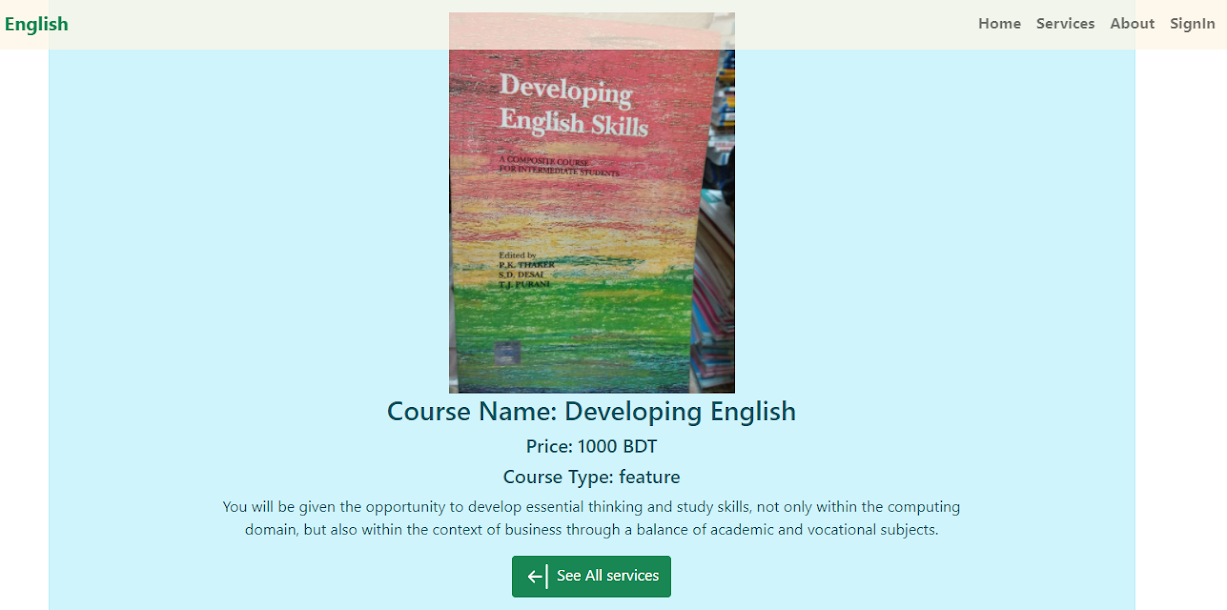 English
Home Services About SignIn
Developing
English Skills
A COMPOSITE COURSE
FOR INTERMEDIATE STUDENTS
Edited by
P.K. THAKER
S.D. DESAI
T.J. PURANI
Course Name: Developing English
Price: 1000 BDT
Course Type: feature
You will be given the opportunity to develop essential thinking and study skills, not only within the computing
domain, but also within the context of business through a balance of academic and vocational subjects.
See All services